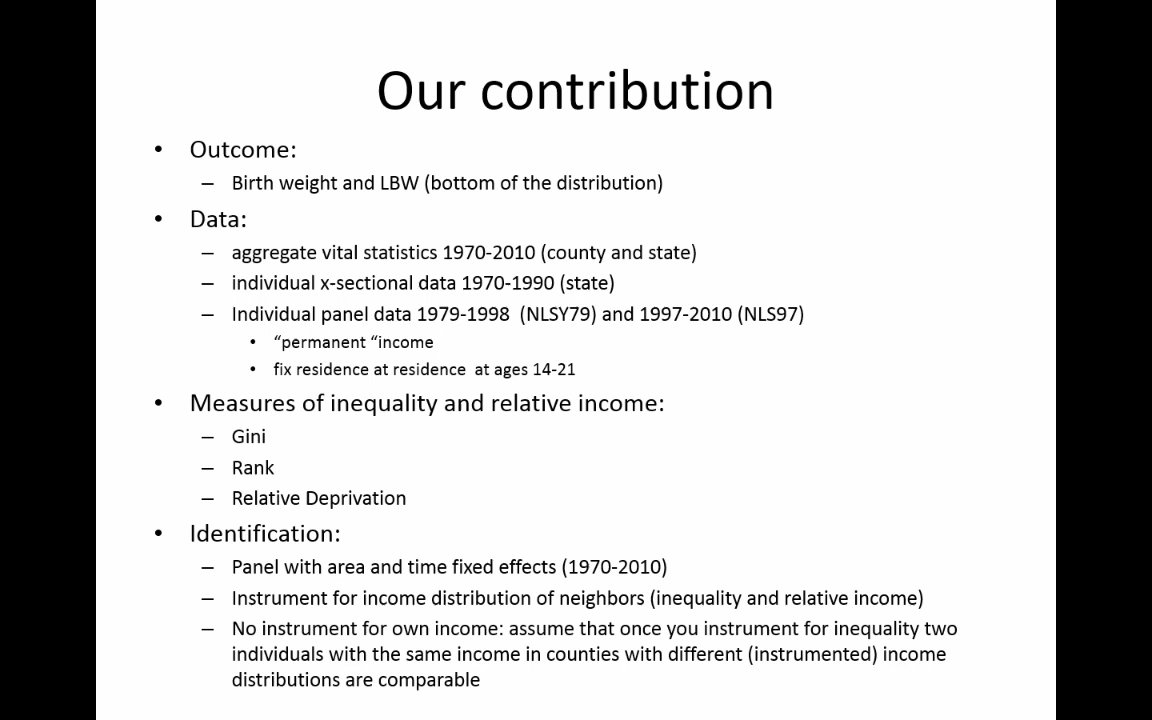 Our contribution
• Outcome:
– Birth weight and LBW (bottom of the distribution)
• Data:
– aggregate vital statistics 1970-2010 (county and state)
– individual x-sectional data 1970-1990 (state)
– Individual panel data 1979-1998 (NLSY79) and 1997-2010 (NLS97)
• “permanent “income
• fix residence at residence at ages 14-21
• Measures of inequality and relative income:
– Gini
– Rank
– Relative Deprivation
• Identification:
– Panel with area and time fixed effects (1970-2010)
– Instrument for income distribution of neighbors (inequality and relative income)
– No instrument for own income: assume that once you instrument for inequality two
individuals with the same income in counties with different (instrumented) income
distributions are comparable